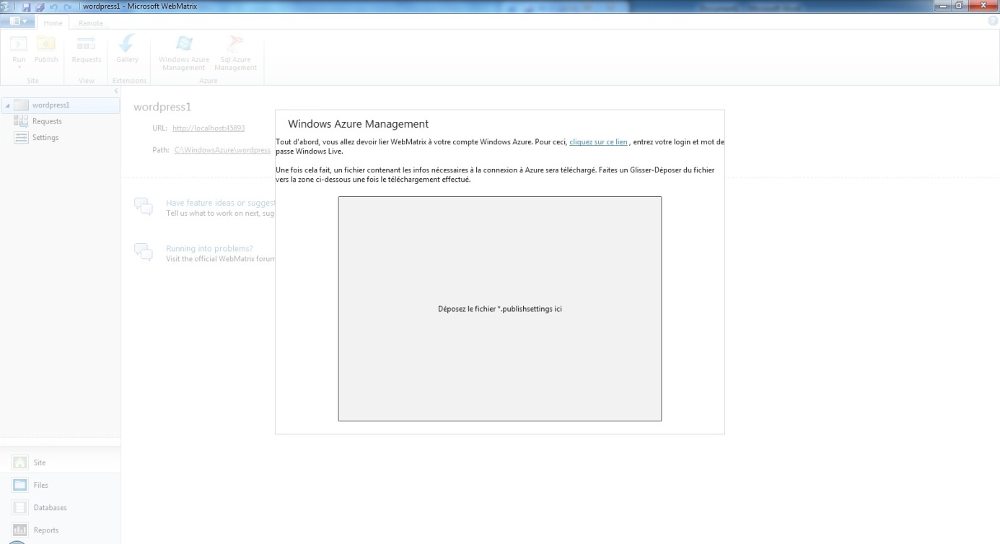 wordpress1 - Microsoft WebMatrix
Home Remote
Run Publish Requests Gallery Windows Azure Management Sql Azure Management
Site View Extensions Azure
wordpress1
Requests
Settings
wordpress1
URL: http://localhost:45893
Path: C:\WindowsAzure\wordpress
Have feature ideas or suggest
Tell us what to work on next, sug
Running into problems?
Visit the official WebMatrix forum
Windows Azure Management
Tout d'abord, vous allez devoir lier WebMatrix à votre compte Windows Azure. Pour ceci, cliquez sur ce lien , entrez votre login et mot de
passe Windows Live.
Une fois cela fait, un fichier contenant les infos nécessaires à la connexion à Azure sera téléchargé. Faites un Glisser-Déposer du fichier
vers la zone ci-dessous une fois le téléchargement effectué.
Déposez le fichier *.publishsettings ici
Site
Files
Databases
Reports